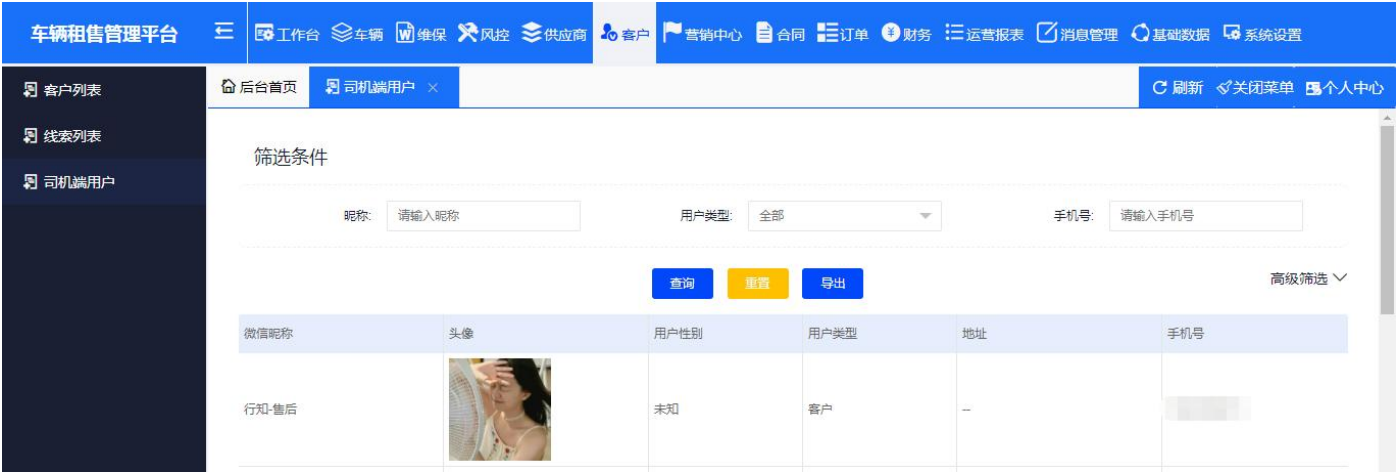 车辆租售管理平台
工作台 车辆 维保 风控 供应商 客户 营销中心 合同 订单 财务 运营报表 消息管理 基础数据 系统设置
客户列表
线索列表
司机端用户
后台首页 司机端用户 × 刷新 关闭菜单 个人中心
筛选条件
昵称: 请输入昵称 用户类型: 全部 手机号: 请输入手机号
查询 重置 导出 高级筛选
微信昵称 头像 用户性别 用户类型 地址 手机号
行知-售后 未知 客户 --